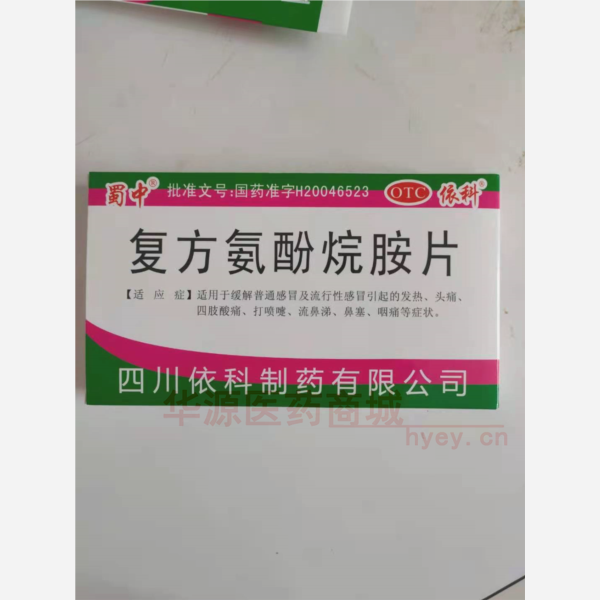 蜀中® 批准文号:国药准字H20046523 OTC 依科®
复方氨酚烷胺片
【适应症】适用于缓解普通感冒及流行性感冒引起的发热、头痛、
四肢酸痛、打喷嚏、流鼻涕、鼻塞、咽痛等症状。
四川依科制药有限公司
华源医药商城
hyey.cn